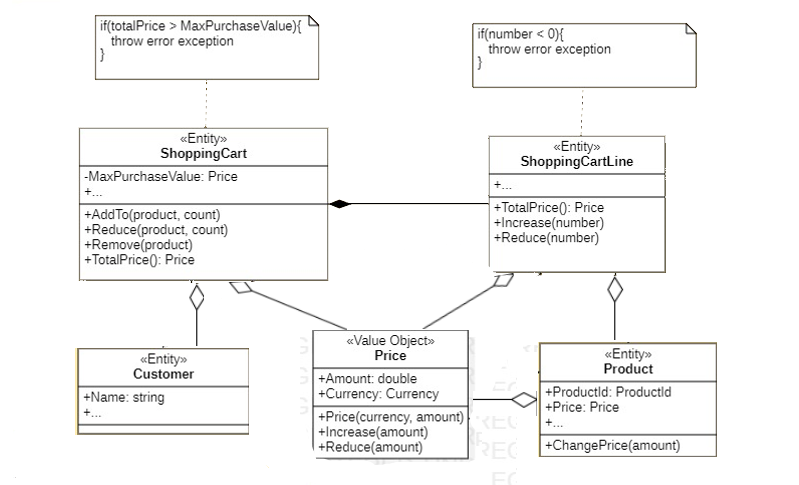 if(totalPrice > MaxPurchaseValue){
throw error exception
}
if(number < 0){
throw error exception
}
«Entity»
ShoppingCart
-MaxPurchaseValue: Price
+...
+AddTo(product, count)
+Reduce(product, count)
+Remove(product)
+TotalPrice(): Price
«Entity»
ShoppingCartLine
+...
+TotalPrice(): Price
+Increase(number)
+Reduce(number)
«Entity»
Customer
+Name: string
+...
«Value Object»
Price
+Amount: double
+Currency: Currency
+Price(currency, amount)
+Increase(amount)
+Reduce(amount)
«Entity»
Product
+ProductId: ProductId
+Price: Price
+...
+ChangePrice(amount)